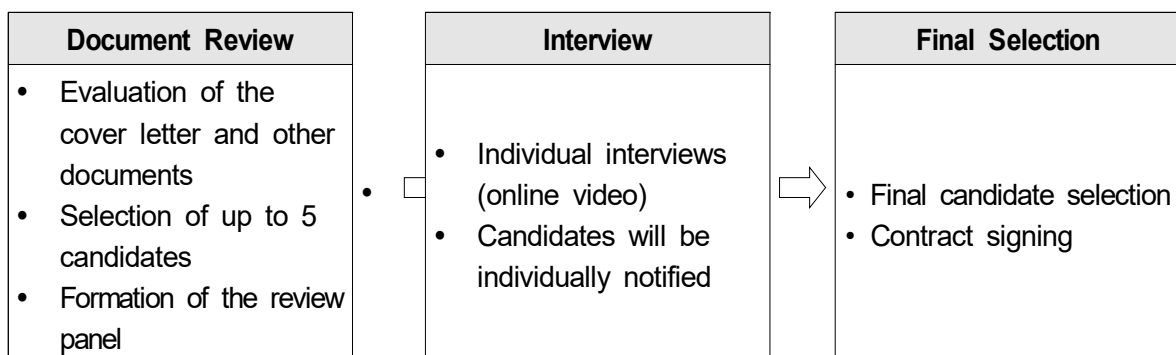 Document Review
• Evaluation of the
cover letter and other
documents
• Selection of up to 5
candidates
• Formation of the review
panel
•
Interview
• Individual interviews
(online video)
• Candidates will be
individually notified
Final Selection
• Final candidate selection
• Contract signing